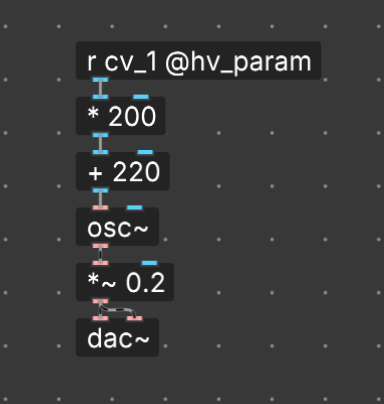 r cv_1 @hv_param
* 200
+ 220
osc~
*~ 0.2
dac~